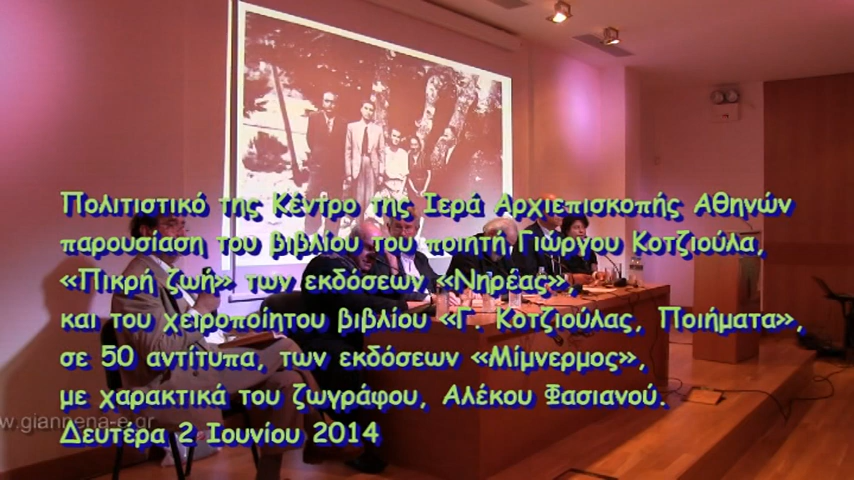 Πολιτιστικό της Κέντρο της Ιερά Αρχιεπισκοπής Αθηνών
παρουσίαση του βιβλίου του ποιητή Γιώργου Κοτζιούλα,
«Πικρή ζωή» των εκδόσεων «Νηρέας»,
και του χειροποίητου βιβλίου «Γ. Κοτζιούλας, Ποιήματα»,
σε 50 αντίτυπα, των εκδόσεων «Μίμνερμος»,
με χαρακτικά του ζωγράφου, Αλέκου Φασιανού.
w.giannena-e.gr
Δευτέρα 2 Ιουνίου 2014